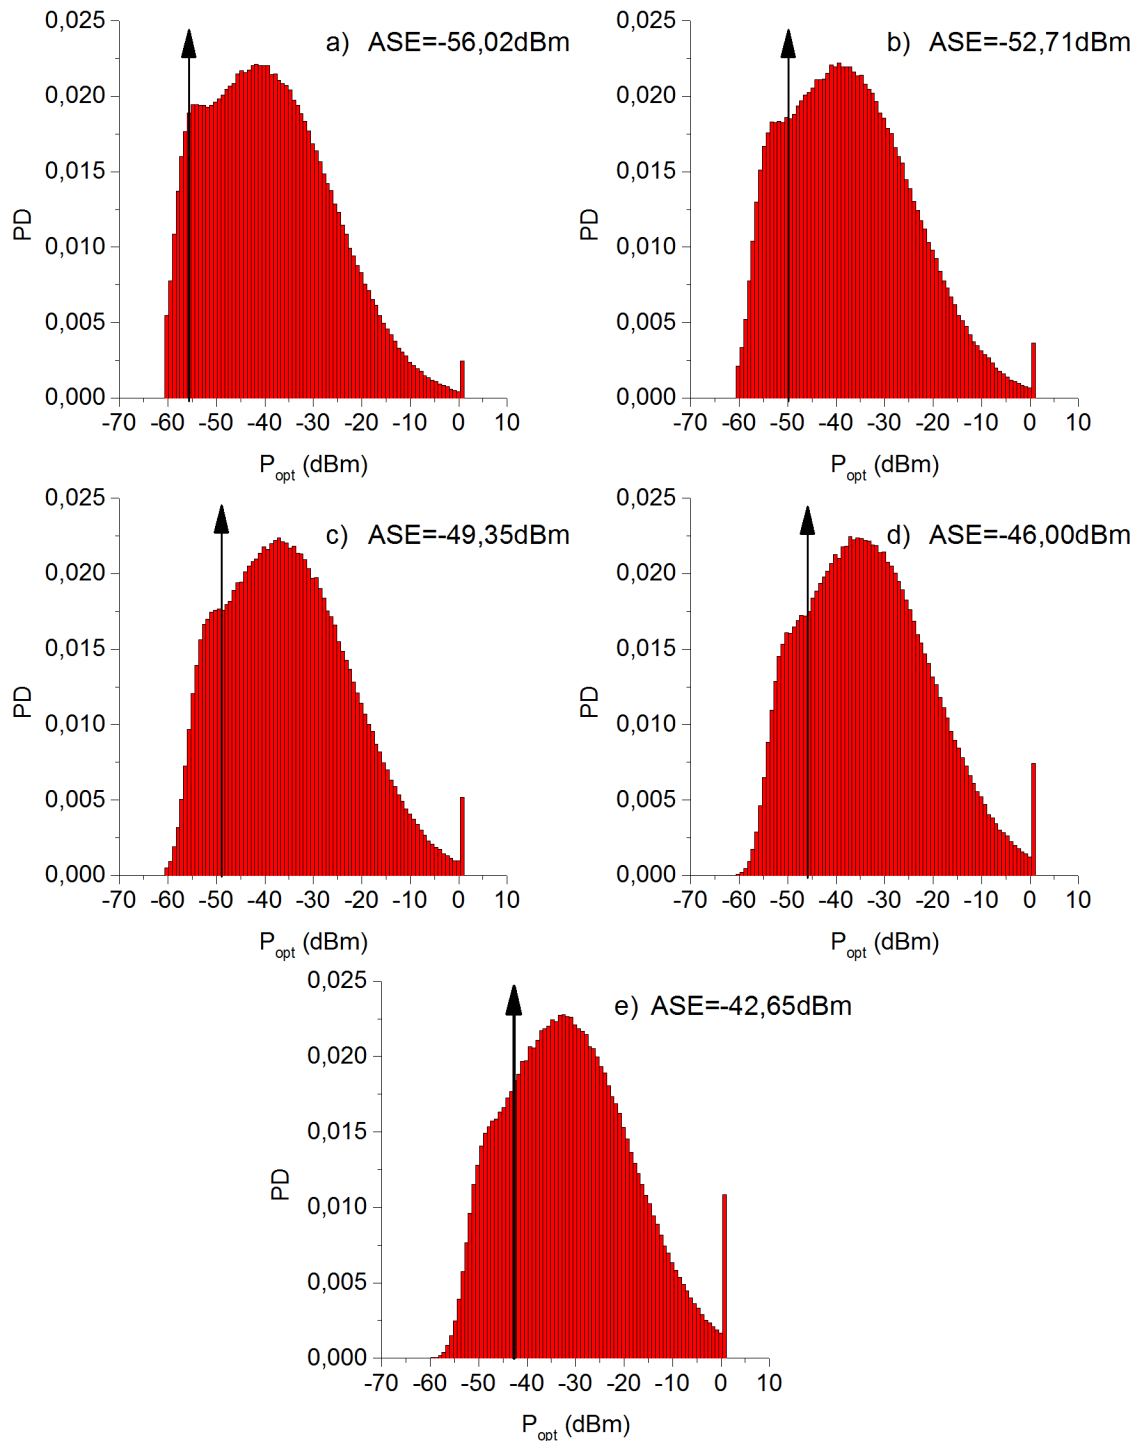 a) ASE=-56,02dBm
0,025
0,020
0,015
0,010
0,005
0,000
PD
-70 -60 -50 -40 -30 -20 -10 0 10
P_opt (dBm)
b) ASE=-52,71dBm
0,025
0,020
0,015
0,010
0,005
0,000
PD
-70 -60 -50 -40 -30 -20 -10 0 10
P_opt (dBm)
c) ASE=-49,35dBm
0,025
0,020
0,015
0,010
0,005
0,000
PD
-70 -60 -50 -40 -30 -20 -10 0 10
P_opt (dBm)
d) ASE=-46,00dBm
0,025
0,020
0,015
0,010
0,005
0,000
PD
-70 -60 -50 -40 -30 -20 -10 0 10
P_opt (dBm)
e) ASE=-42,65dBm
0,025
0,020
0,015
0,010
0,005
0,000
PD
-70 -60 -50 -40 -30 -20 -10 0 10
P_opt (dBm)